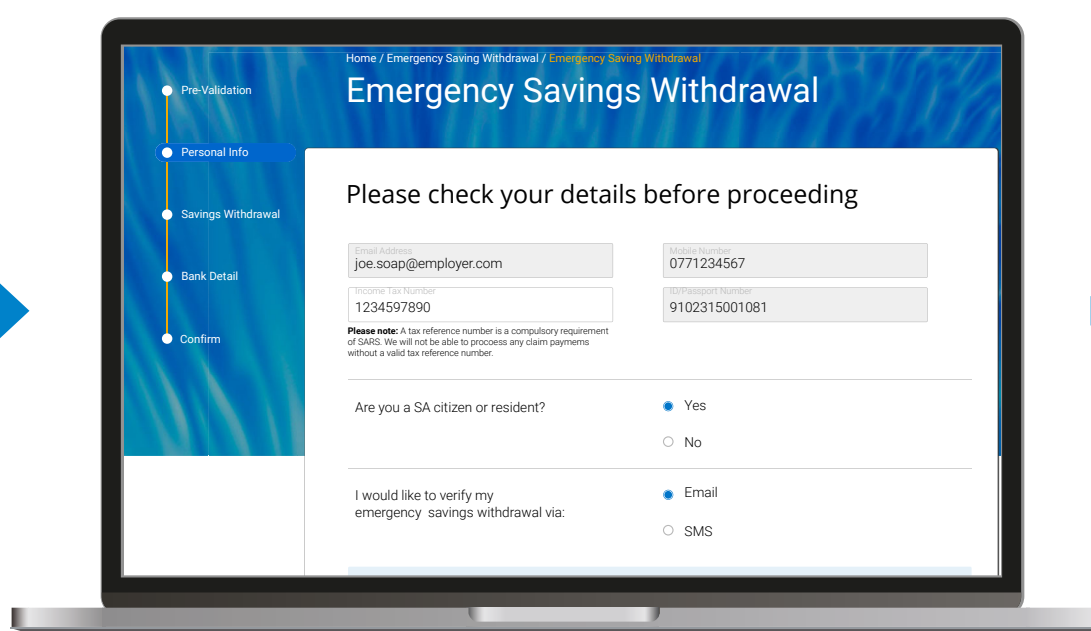 Home / Emergency Saving Withdrawal / Emergency Saving Withdrawal
Emergency Savings Withdrawal
Pre-Validation
Personal Info
Savings Withdrawal
Bank Detail
Confirm
Please check your details before proceeding
Email Address
joe.soap@employer.com
Mobile Number
0771234567
Income Tax Number
1234597890
ID/Passport Number
9102315001081
Please note: A tax reference number is a compulsory requirement
of SARS. We will not be able to procoess any claim paymems
without a valid tax reference number.
Are you a SA citizen or resident?
Yes
No
I would like to verify my
emergency savings withdrawal via:
Email
SMS